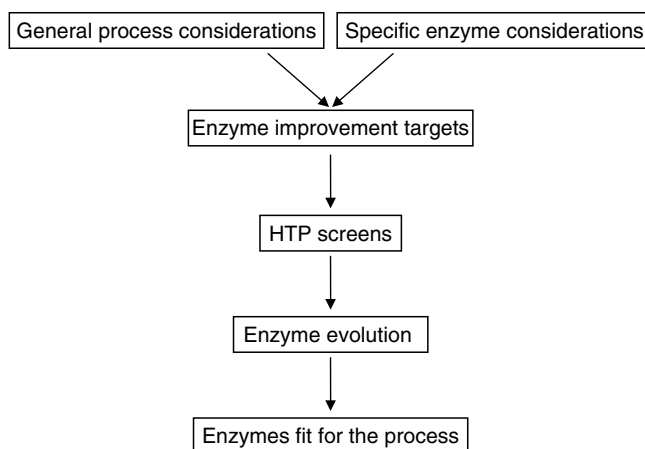 General process considerations
Specific enzyme considerations
Enzyme improvement targets
HTP screens
Enzyme evolution
Enzymes fit for the process